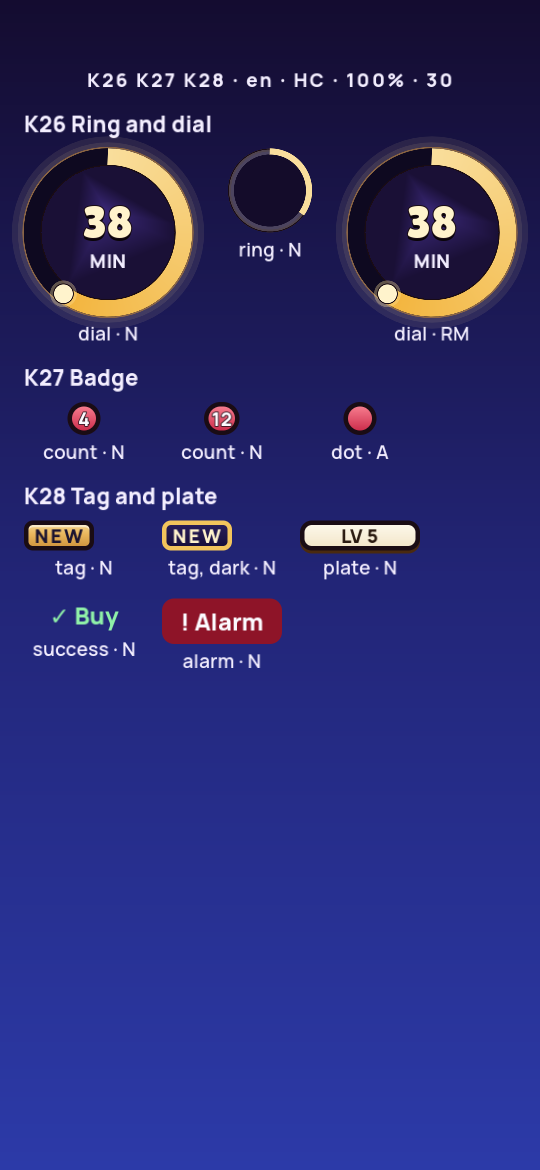 K26 K27 K28 · en · HC · 100% · 30
K26 Ring and dial
38
MIN
dial · N
ring · N
38
MIN
dial · RM
K27 Badge
4
count · N
12
count · N
dot · A
K28 Tag and plate
NEW
tag · N
NEW
tag, dark · N
LV 5
plate · N
✓ Buy
success · N
! Alarm
alarm · N